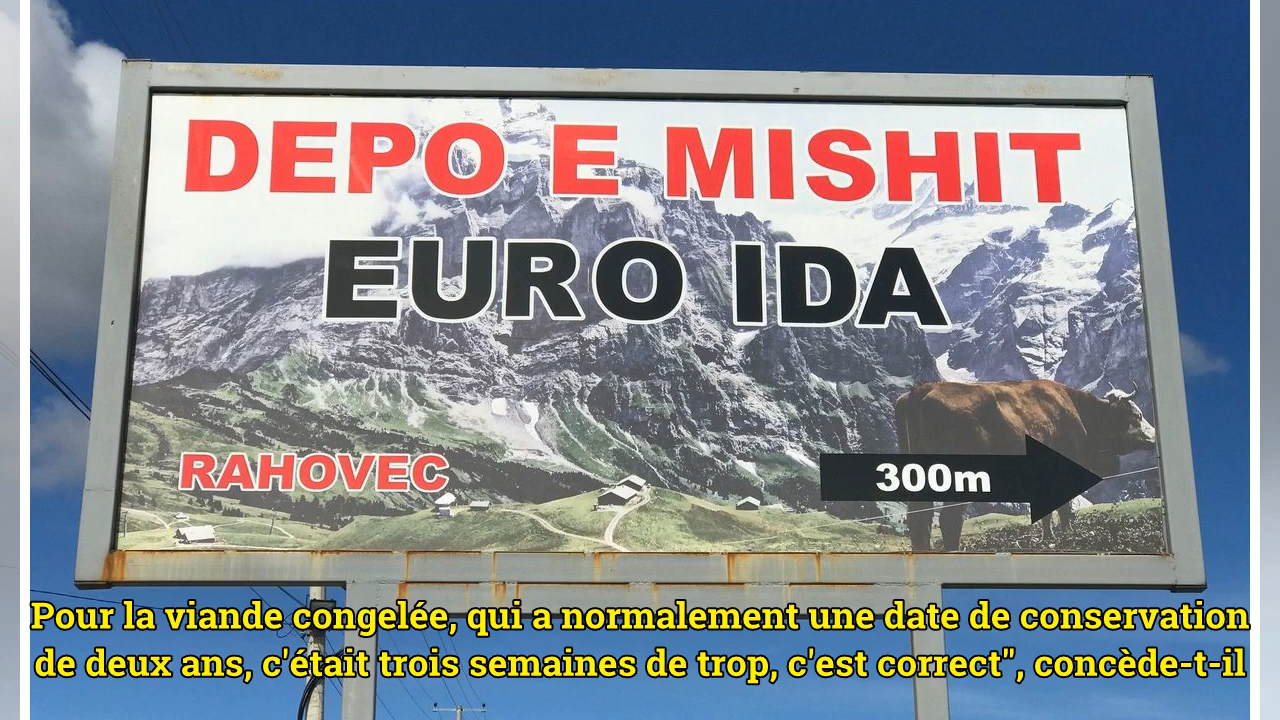 DEPO E MISHIT
EURO IDA
RAHOVEC
300m
Pour la viande congelée, qui a normalement une date de conservation
de deux ans, c'était trois semaines de trop, c'est correct", concède-t-il